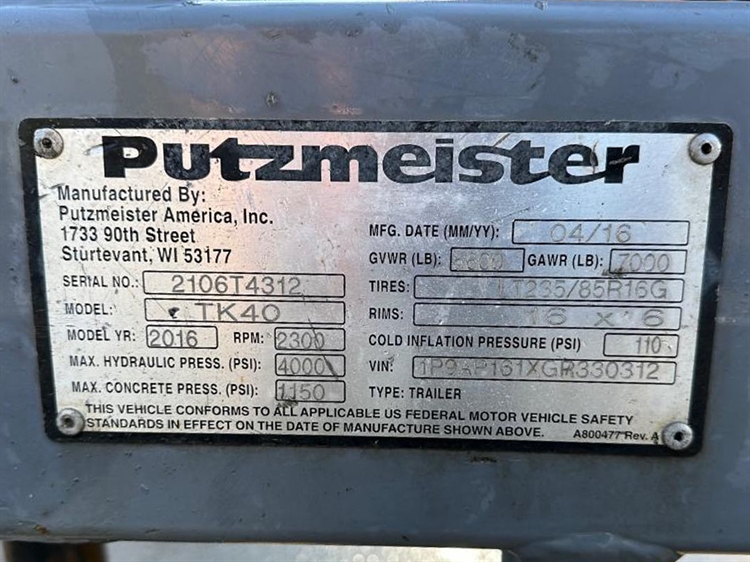 Putzmeister
Manufactured By:
Putzmeister America, Inc.
1733 90th Street
Sturtevant, WI 53177
SERIAL NO.: 2106T4312
MODEL: TK40
MODEL YR: 2016 RPM: 2300
MAX. HYDRAULIC PRESS. (PSI): 4000
MAX. CONCRETE PRESS. (PSI): 1150
MFG. DATE (MM/YY): 04/16
GVWR (LB): GAWR (LB): 7000
TIRES: LT235/85R16G
RIMS: 16 x 6
COLD INFLATION PRESSURE (PSI) 110
VIN:
TYPE: TRAILER
THIS VEHICLE CONFORMS TO ALL APPLICABLE US FEDERAL MOTOR VEHICLE SAFETY
STANDARDS IN EFFECT ON THE DATE OF MANUFACTURE SHOWN ABOVE. A800477 Rev. A